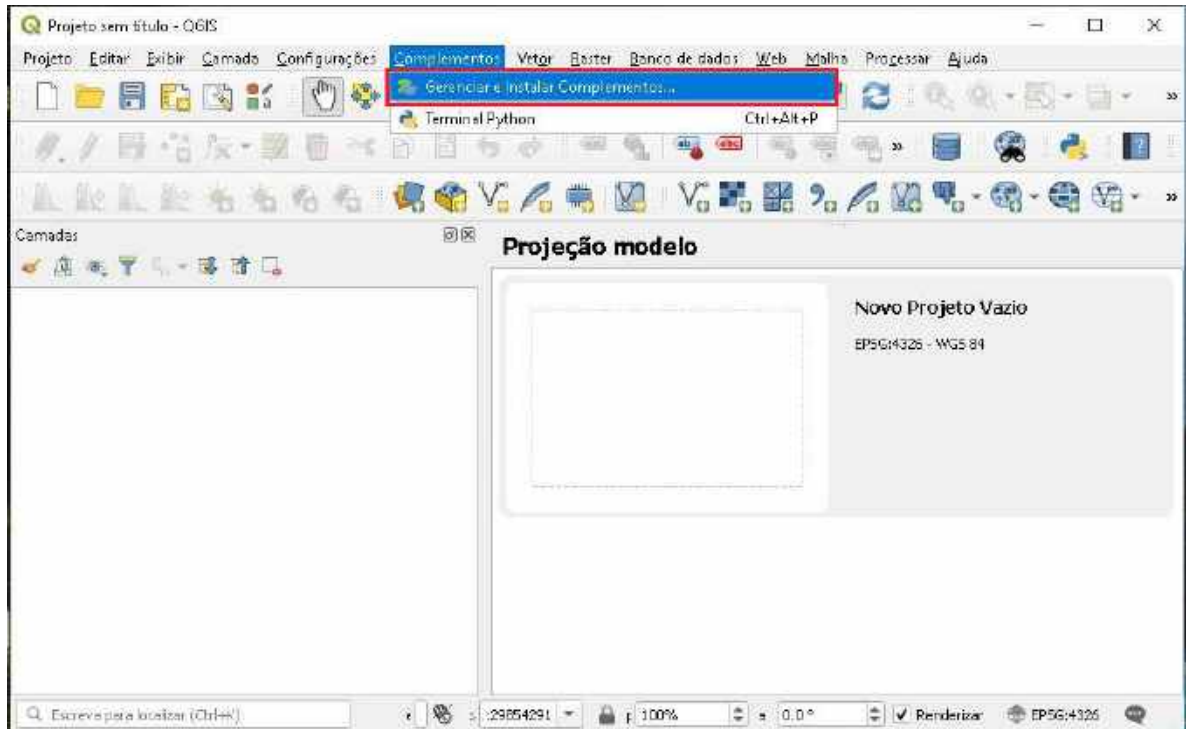 Projeto sem título - QGIS
Projeto Editar Exibir Camada Configurações Complementos Vetor Raster Banco de dados Web Malha Processar Ajuda
Gerenciar e Instalar Complementos...
Terminal Python Ctrl+Alt+P
Camadas
Projeção modelo
Novo Projeto Vazio
EPSG:4326 - WGS 84
Escreva para localizar (Ctrl+K) :29854291 100% 0.0° Renderizar EPSG:4326